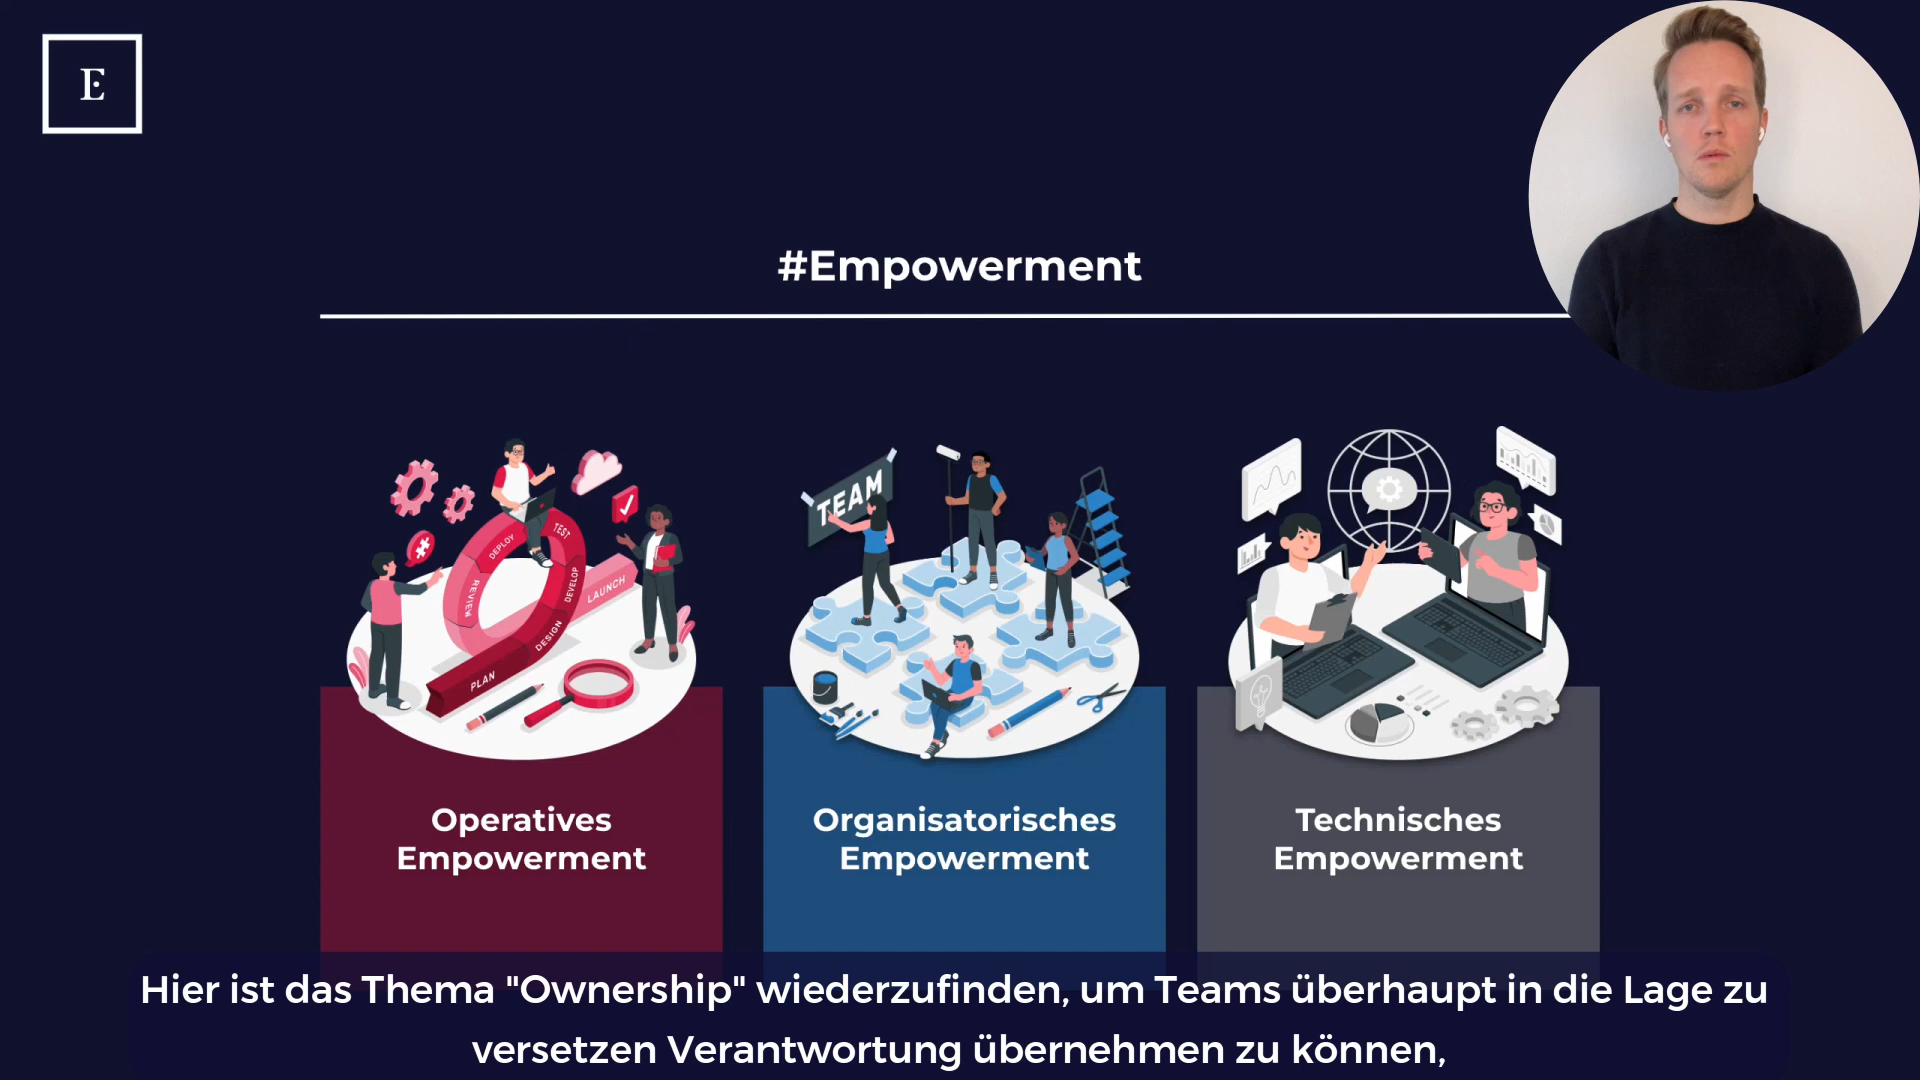 E
#Empowerment
TEAM
DEPLOY
TEST
REVIEW
DEVELOP
LAUNCH
DESIGN
PLAN
Operatives
Empowerment
Organisatorisches
Empowerment
Technisches
Empowerment
Hier ist das Thema "Ownership" wiederzufinden, um Teams überhaupt in die Lage zu
versetzen Verantwortung übernehmen zu können,